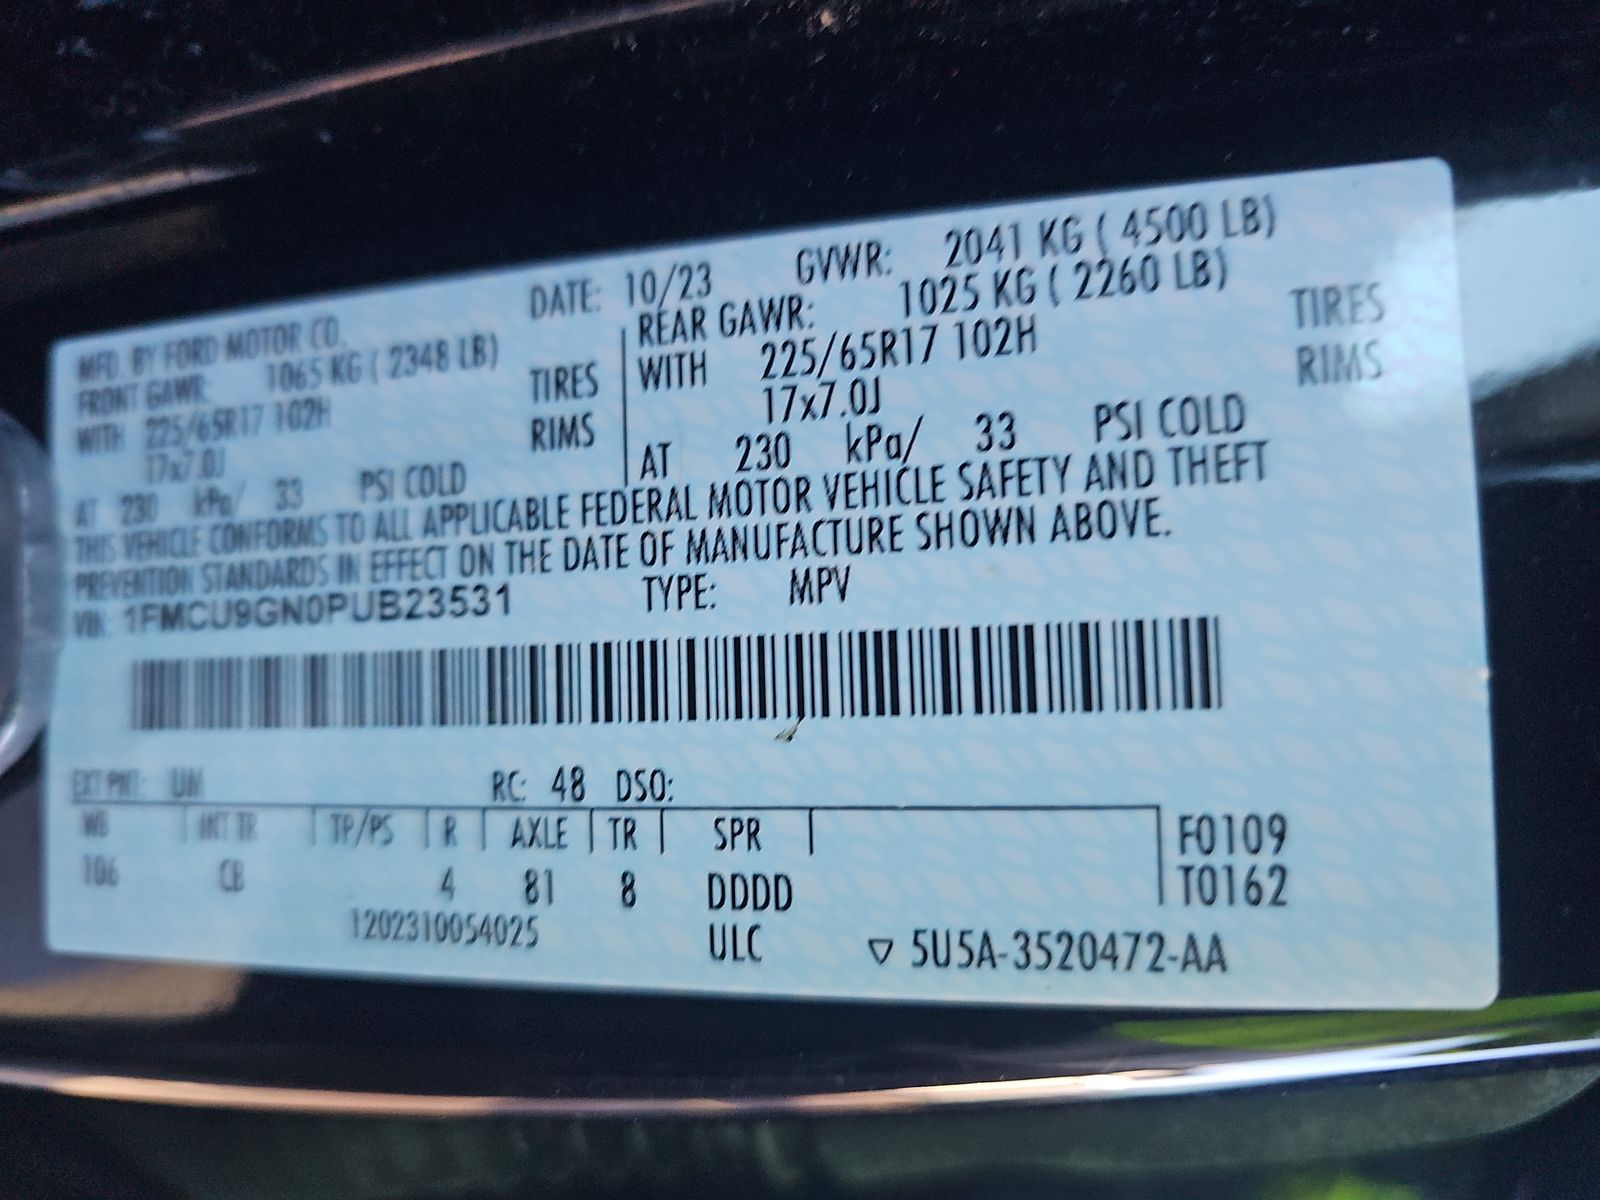 MFD. BY FORD MOTOR CO. DATE: 10/23 GVWR: 2041 KG ( 4500 LB)
FRONT GAWR: 1065 KG ( 2348 LB) REAR GAWR: 1025 KG ( 2260 LB)
WITH 225/65R17 102H TIRES WITH 225/65R17 102H TIRES
17x7.0J RIMS 17x7.0J RIMS
AT 230 kPa/ 33 PSI COLD AT 230 kPa/ 33 PSI COLD
THIS VEHICLE CONFORMS TO ALL APPLICABLE FEDERAL MOTOR VEHICLE SAFETY AND THEFT
PREVENTION STANDARDS IN EFFECT ON THE DATE OF MANUFACTURE SHOWN ABOVE.
VIN: 1FMCU9GN0PUB23531 TYPE: MPV
EXT PNT: UM RC: 48 DSO:
WB INT TR TP/PS R AXLE TR SPR F0109
106 CB 4 81 8 DDDD T0162
1202310054025 ULC ▽ 5U5A-3520472-AA